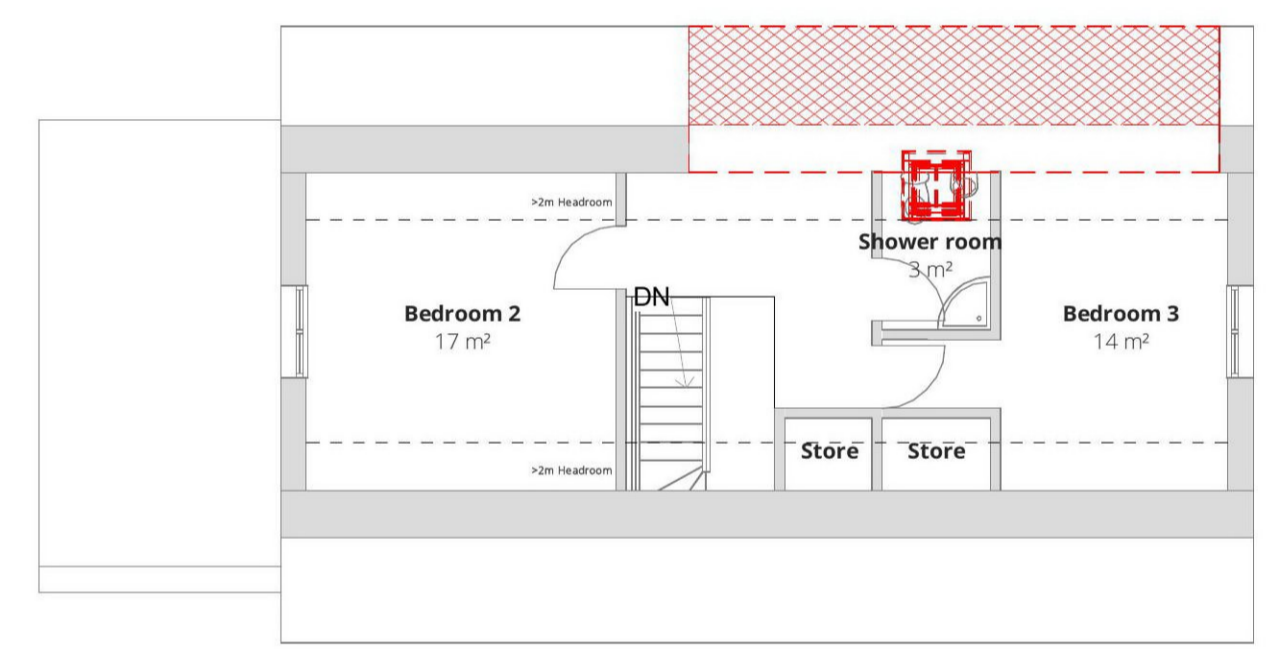 >2m Headroom
Shower room
3 m²
DN
Bedroom 2
17 m²
Bedroom 3
14 m²
Store
Store
>2m Headroom